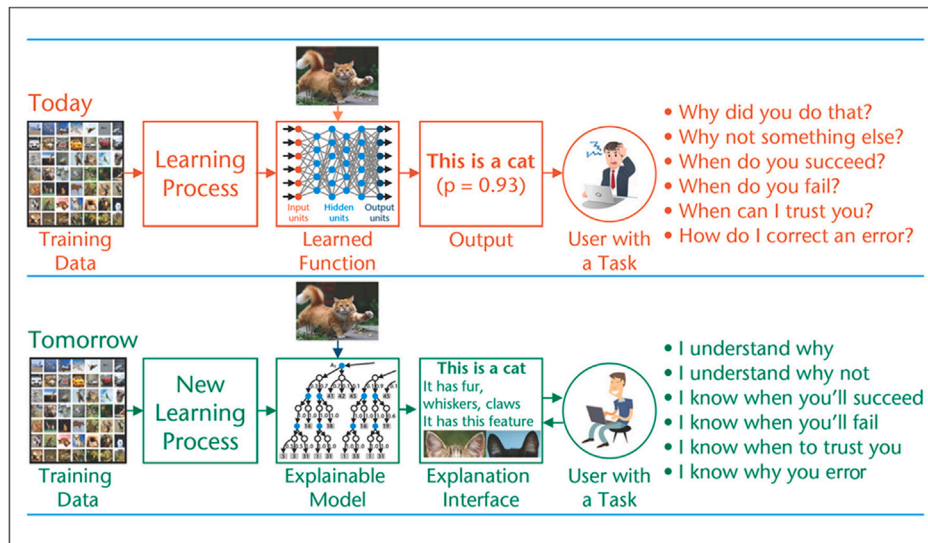 Today
Training
Data
Learning
Process
Input
units
Hidden
units
Output
units
Learned
Function
This is a cat
(p = 0.93)
Output
User with
a Task
• Why did you do that?
• Why not something else?
• When do you succeed?
• When do you fail?
• When can I trust you?
• How do I correct an error?
Tomorrow
Training
Data
New
Learning
Process
Explainable
Model
This is a cat
It has fur,
whiskers, claws
It has this feature
Explanation
Interface
User with
a Task
• I understand why
• I understand why not
• I know when you’ll succeed
• I know when you’ll fail
• I know when to trust you
• I know why you error